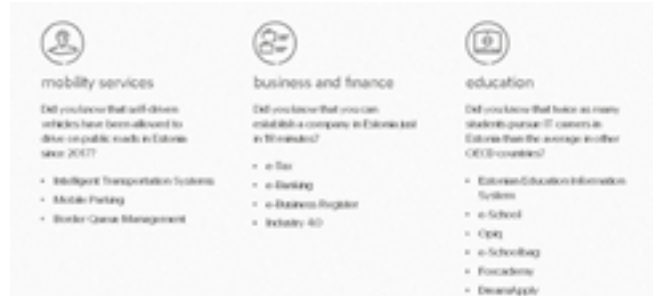 mobility services
Did you know that self-driven
vehicles have been allowed to
drive on public roads in Estonia
since 2017?
• Intelligent Transportation Systems
• Mobile Parking
• Border Queue Management
business and finance
Did you know that you can
establish a company in Estonia just
in 18 minutes?
• e-Tax
• e-Banking
• e-Business Register
• Industry 4.0
education
Did you know that twice as many
students pursue IT careers in
Estonia than the average in other
OECD countries?
• Estonian Education Information
System
• e-School
• Opiq
• e-Schoolbag
• Foxcademy
• DreamApply